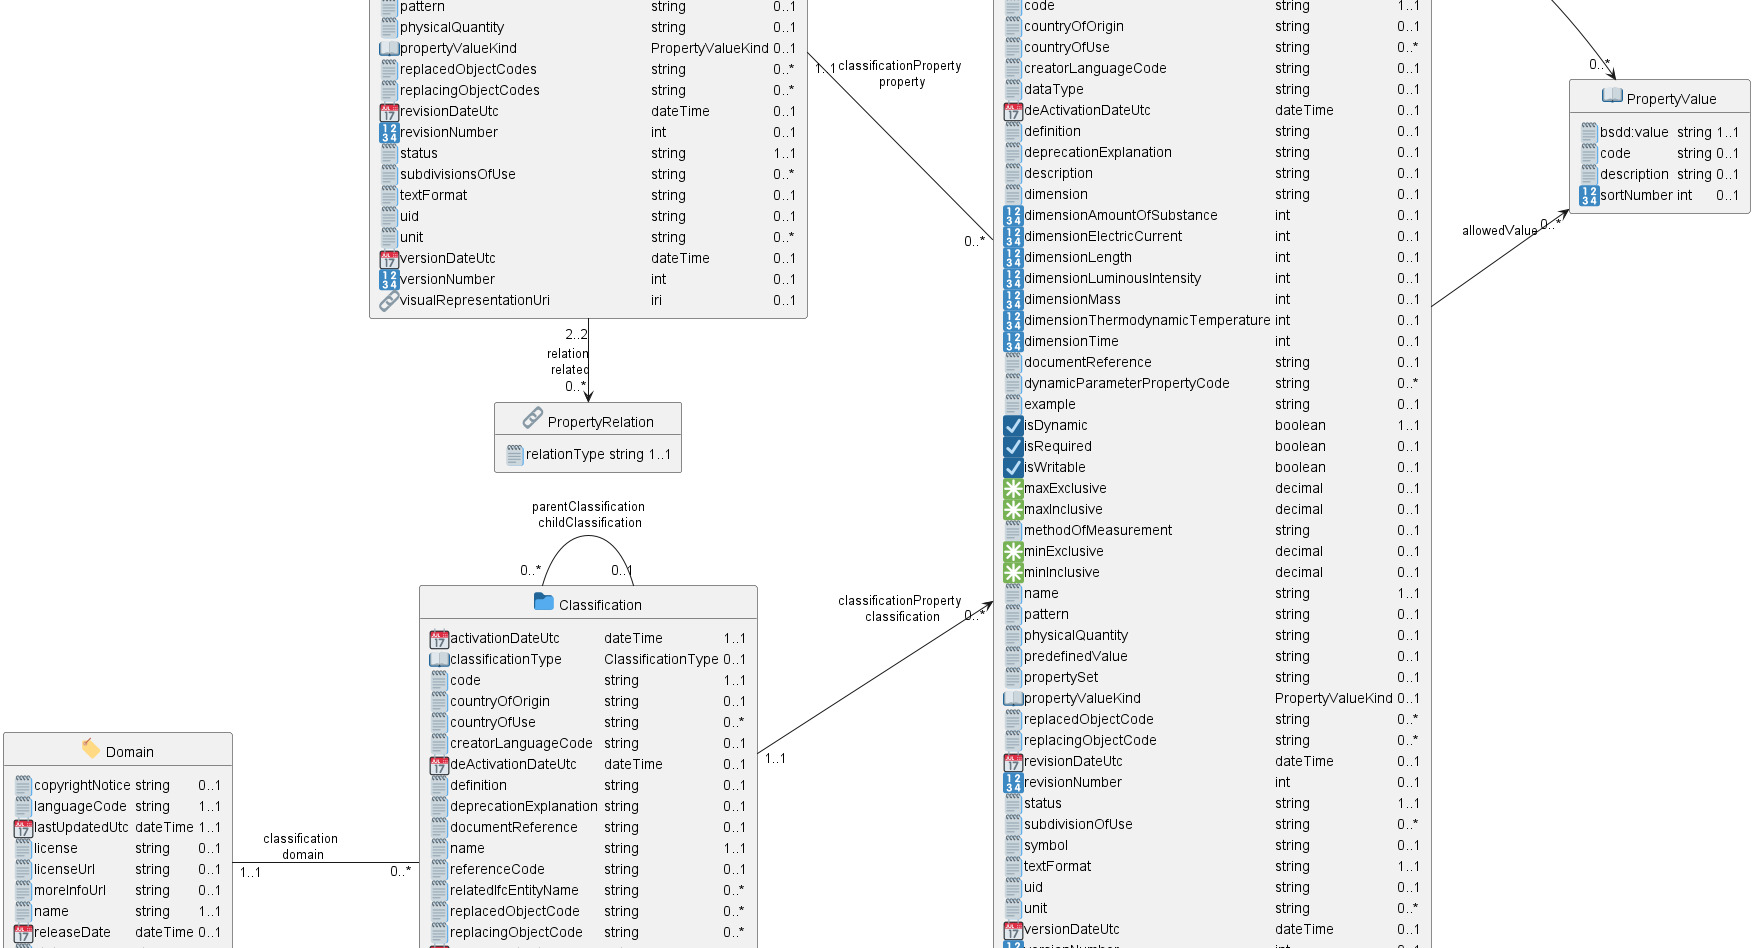 pattern string 0..1
physicalQuantity string 0..1
propertyValueKind PropertyValueKind 0..1
replacedObjectCodes string 0..*
replacingObjectCodes string 0..*
revisionDateUtc dateTime 0..1
revisionNumber int 0..1
status string 1..1
subdivisionsOfUse string 0..*
textFormat string 0..1
uid string 0..1
unit string 0..*
versionDateUtc dateTime 0..1
versionNumber int 0..1
visualRepresentationUri iri 0..1
1..1
classificationProperty
property
0..*
2..2
relation
related
0..*
PropertyRelation
relationType string 1..1
parentClassification
childClassification
0..*
0..1
Classification
activationDateUtc dateTime 1..1
classificationType ClassificationType 0..1
code string 1..1
countryOfOrigin string 0..1
countryOfUse string 0..*
creatorLanguageCode string 0..1
deActivationDateUtc dateTime 0..1
definition string 0..1
deprecationExplanation string 0..1
documentReference string 0..1
name string 1..1
referenceCode string 0..1
relatedIfcEntityName string 0..*
replacedObjectCode string 0..*
replacingObjectCode string 0..*
Domain
copyrightNotice string 0..1
languageCode string 1..1
lastUpdatedUtc dateTime 1..1
license string 0..1
licenseUrl string 0..1
moreInfoUrl string 0..1
name string 1..1
releaseDate dateTime 0..1
classification
domain
1..1
0..*
classificationProperty
classification
0..*
1..1
code string 1..1
countryOfOrigin string 0..1
countryOfUse string 0..*
creatorLanguageCode string 0..1
dataType string 0..1
deActivationDateUtc dateTime 0..1
definition string 0..1
deprecationExplanation string 0..1
description string 0..1
dimension string 0..1
dimensionAmountOfSubstance int 0..1
dimensionElectricCurrent int 0..1
dimensionLength int 0..1
dimensionLuminousIntensity int 0..1
dimensionMass int 0..1
dimensionThermodynamicTemperature int 0..1
dimensionTime int 0..1
documentReference string 0..1
dynamicParameterPropertyCode string 0..*
example string 0..1
isDynamic boolean 1..1
isRequired boolean 0..1
isWritable boolean 0..1
maxExclusive decimal 0..1
maxInclusive decimal 0..1
methodOfMeasurement string 0..1
minExclusive decimal 0..1
minInclusive decimal 0..1
name string 1..1
pattern string 0..1
physicalQuantity string 0..1
predefinedValue string 0..1
propertySet string 0..1
propertyValueKind PropertyValueKind 0..1
replacedObjectCode string 0..*
replacingObjectCode string 0..*
revisionDateUtc dateTime 0..1
revisionNumber int 0..1
status string 1..1
subdivisionOfUse string 0..*
symbol string 0..1
textFormat string 1..1
uid string 0..1
unit string 0..*
versionDateUtc dateTime 0..1
versionNumber int 0..1
0..*
PropertyValue
bsdd:value string 1..1
code string 0..1
description string 0..1
sortNumber int 0..1
allowedValue
0..*